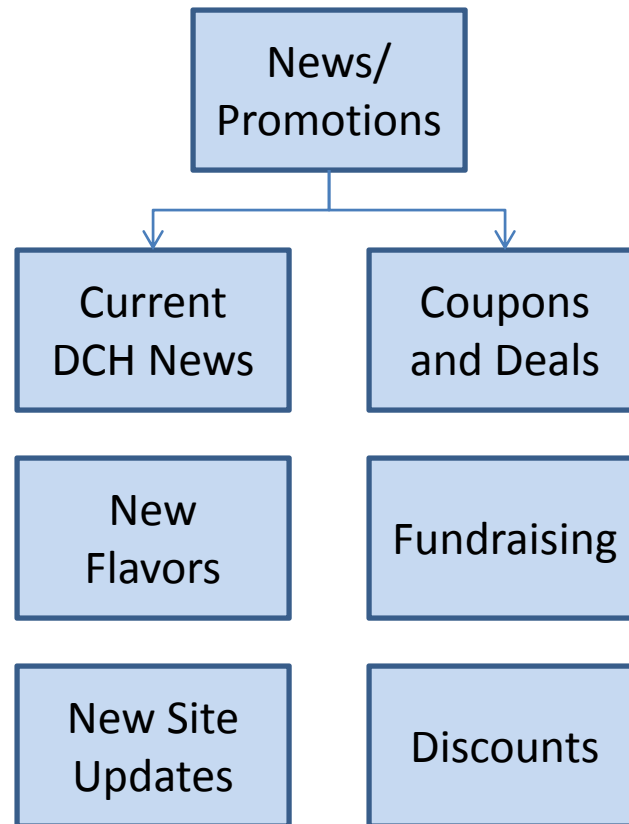 News/
Promotions
Current
DCH News
Coupons
and Deals
New
Flavors
Fundraising
New Site
Updates
Discounts